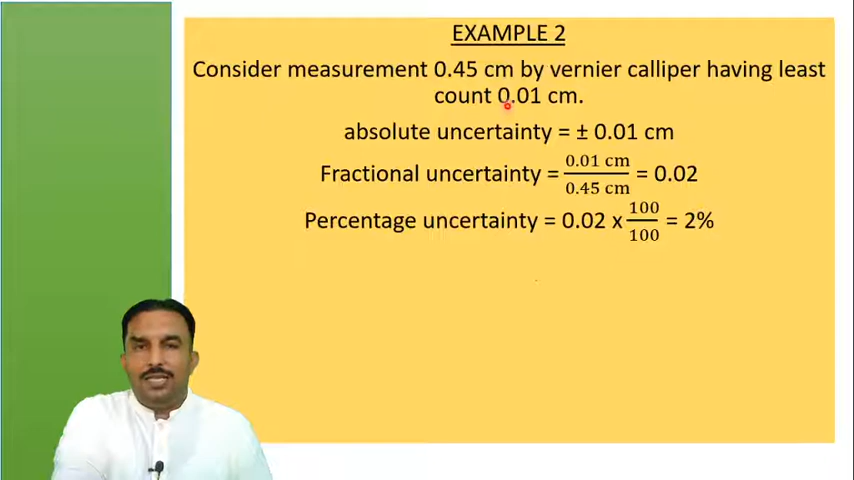 EXAMPLE 2
Consider measurement 0.45 cm by vernier calliper having least
count 0.01 cm.
absolute uncertainty = ± 0.01 cm
Fractional uncertainty = 0.01 cm / 0.45 cm = 0.02
Percentage uncertainty = 0.02 x 100 / 100 = 2%